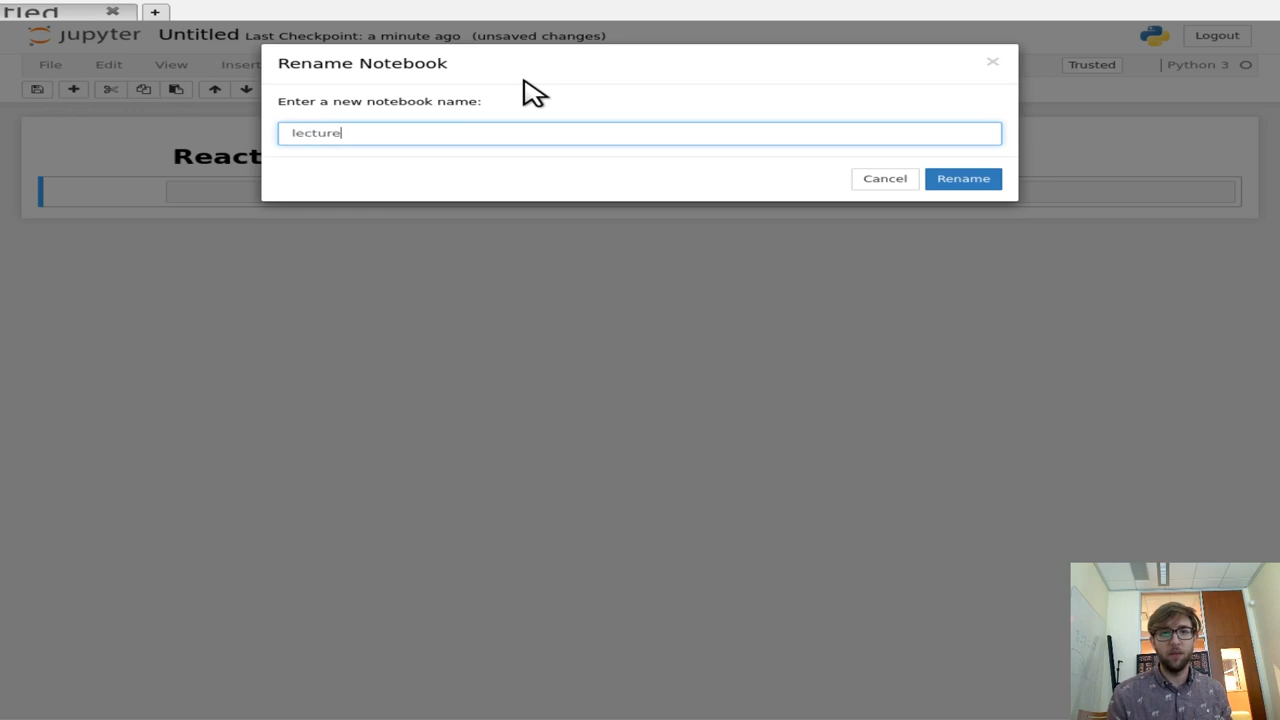 tled ✖ +
jupyter Untitled Last Checkpoint: a minute ago (unsaved changes) Logout
File Edit View Insert Trusted | Python 3
Rename Notebook ×
Enter a new notebook name:
lecture
React
Cancel Rename